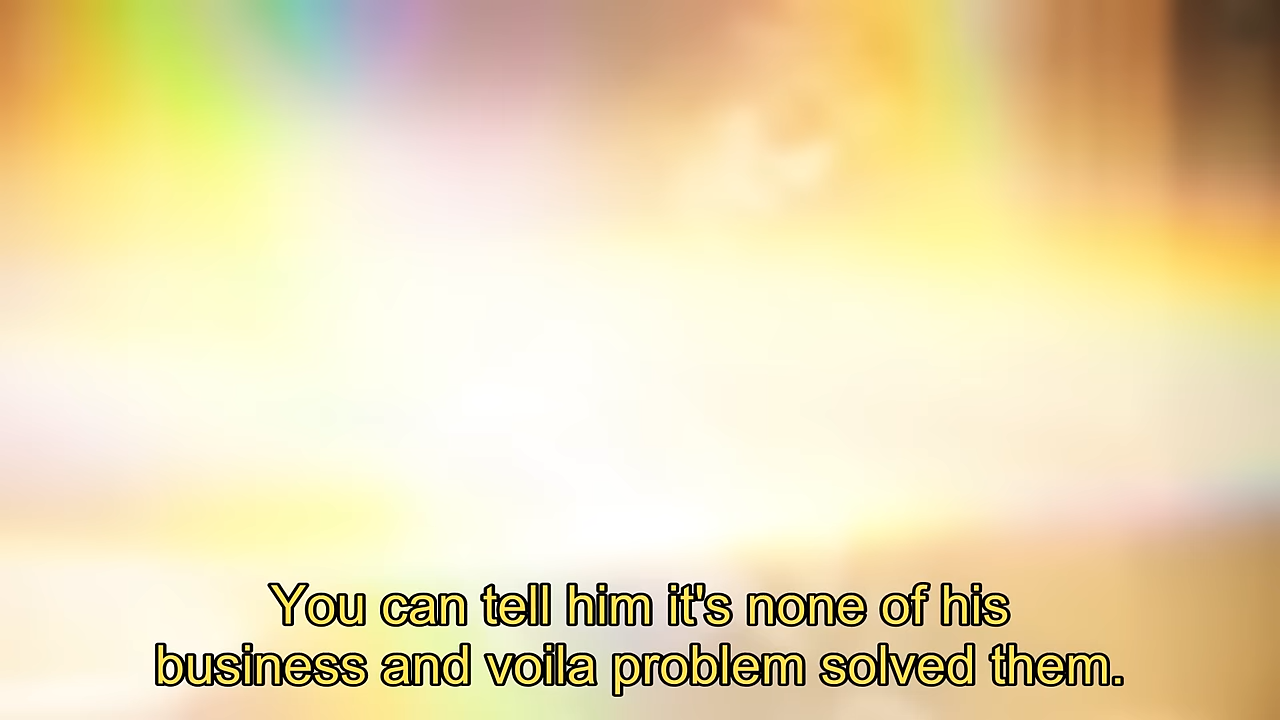 You can tell him it's none of his
business and voila problem solved them.